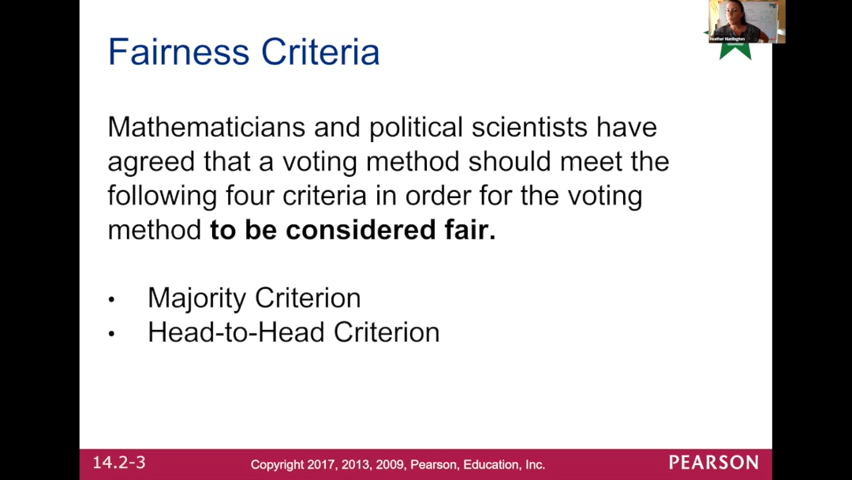 Fairness Criteria
Mathematicians and political scientists have
agreed that a voting method should meet the
following four criteria in order for the voting
method to be considered fair.
• Majority Criterion
• Head-to-Head Criterion
14.2-3
Copyright 2017, 2013, 2009, Pearson, Education, Inc.
PEARSON